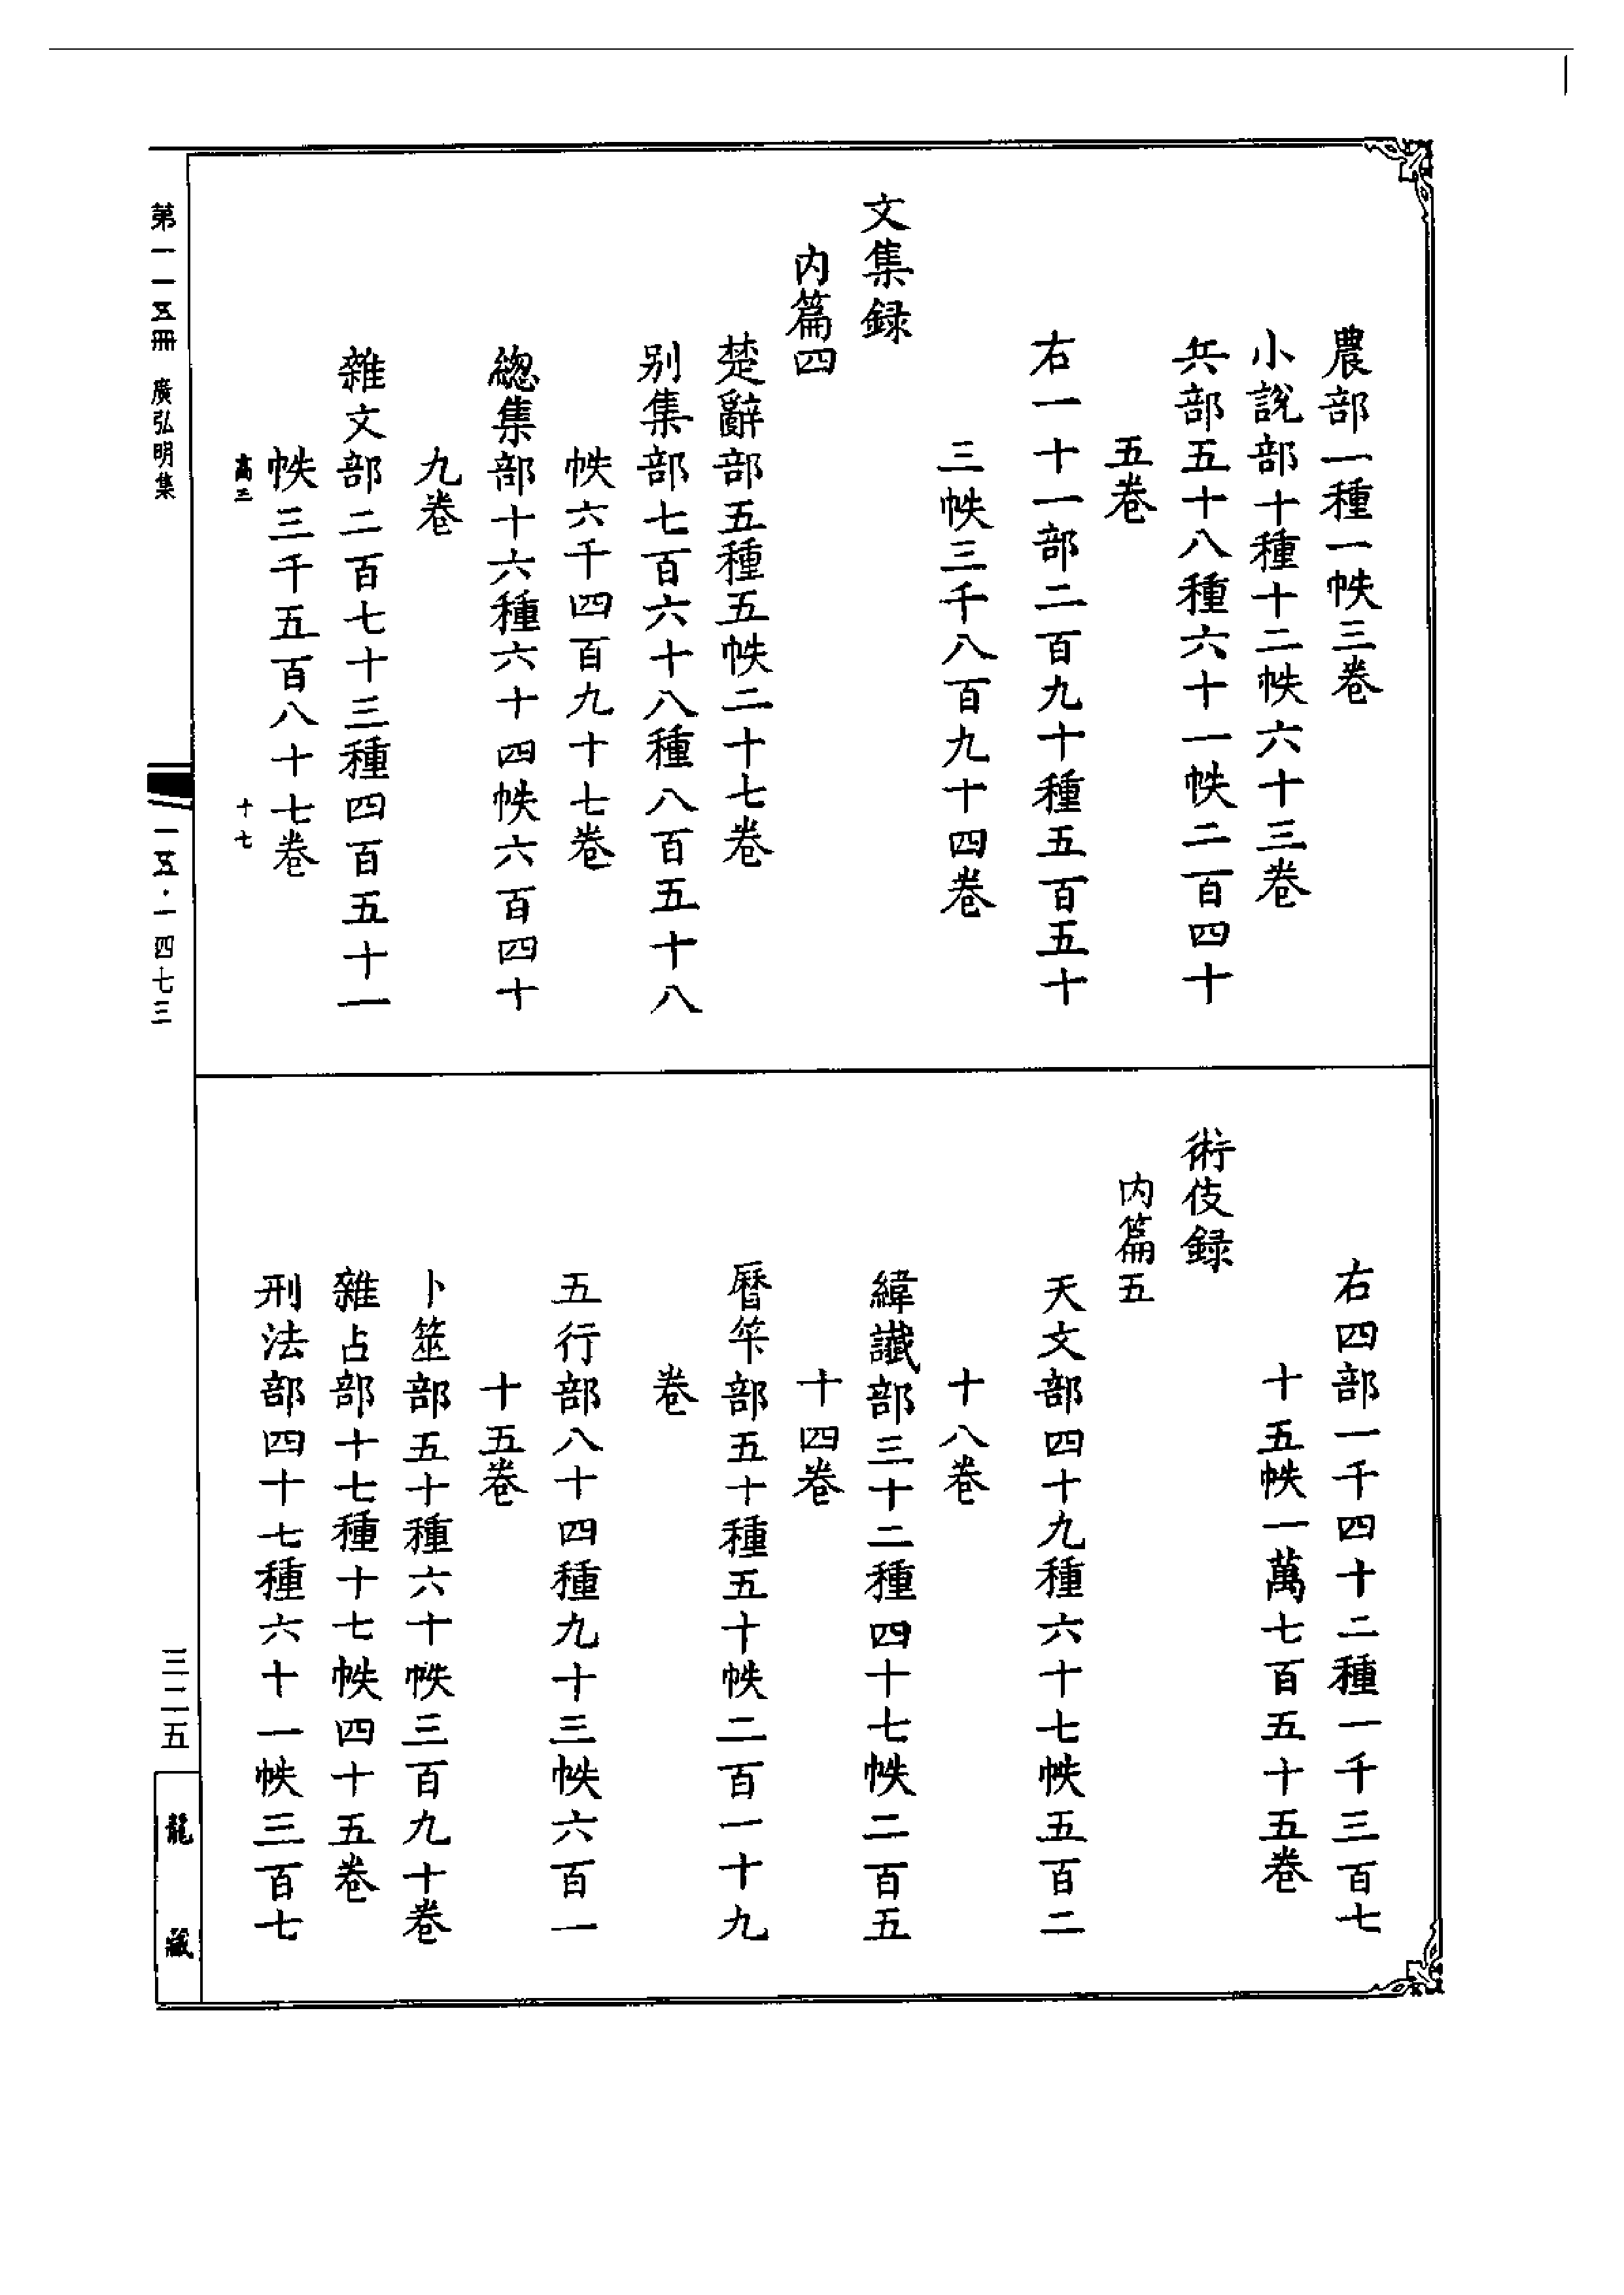 農部一種一帙三卷
小說部十種十二帙六十三卷
兵部五十八種六十一帙二百四十
五卷
右一十一部二百九十種五百五十
三帙三千八百九十四卷
文集録
内篇四
楚辭部五種五帙二十七卷
别集部七百六十八種八百五十八
帙六千四百九十七卷
緫集部十六種六十四帙六百四十
九卷
雜文部二百七十三種四百五十一
帙三千五百八十七卷
高三 十七
右四部一千四十二種一千三百七
十五帙一萬七百五十五卷
術伎録
内篇五
天文部四十九種六十七帙五百二
十八卷
緯讖部三十二種四十七帙二百五
十四卷
曆筭部五十種五十帙二百一十九
卷
五行部八十四種九十三帙六百一
十五卷
卜筮部五十種六十帙三百九十卷
雜占部十七種十七帙四十五卷
刑法部四十七種六十一帙三百七
第一一五冊 廣弘明集
一一五·一四七三
三二五
龍藏